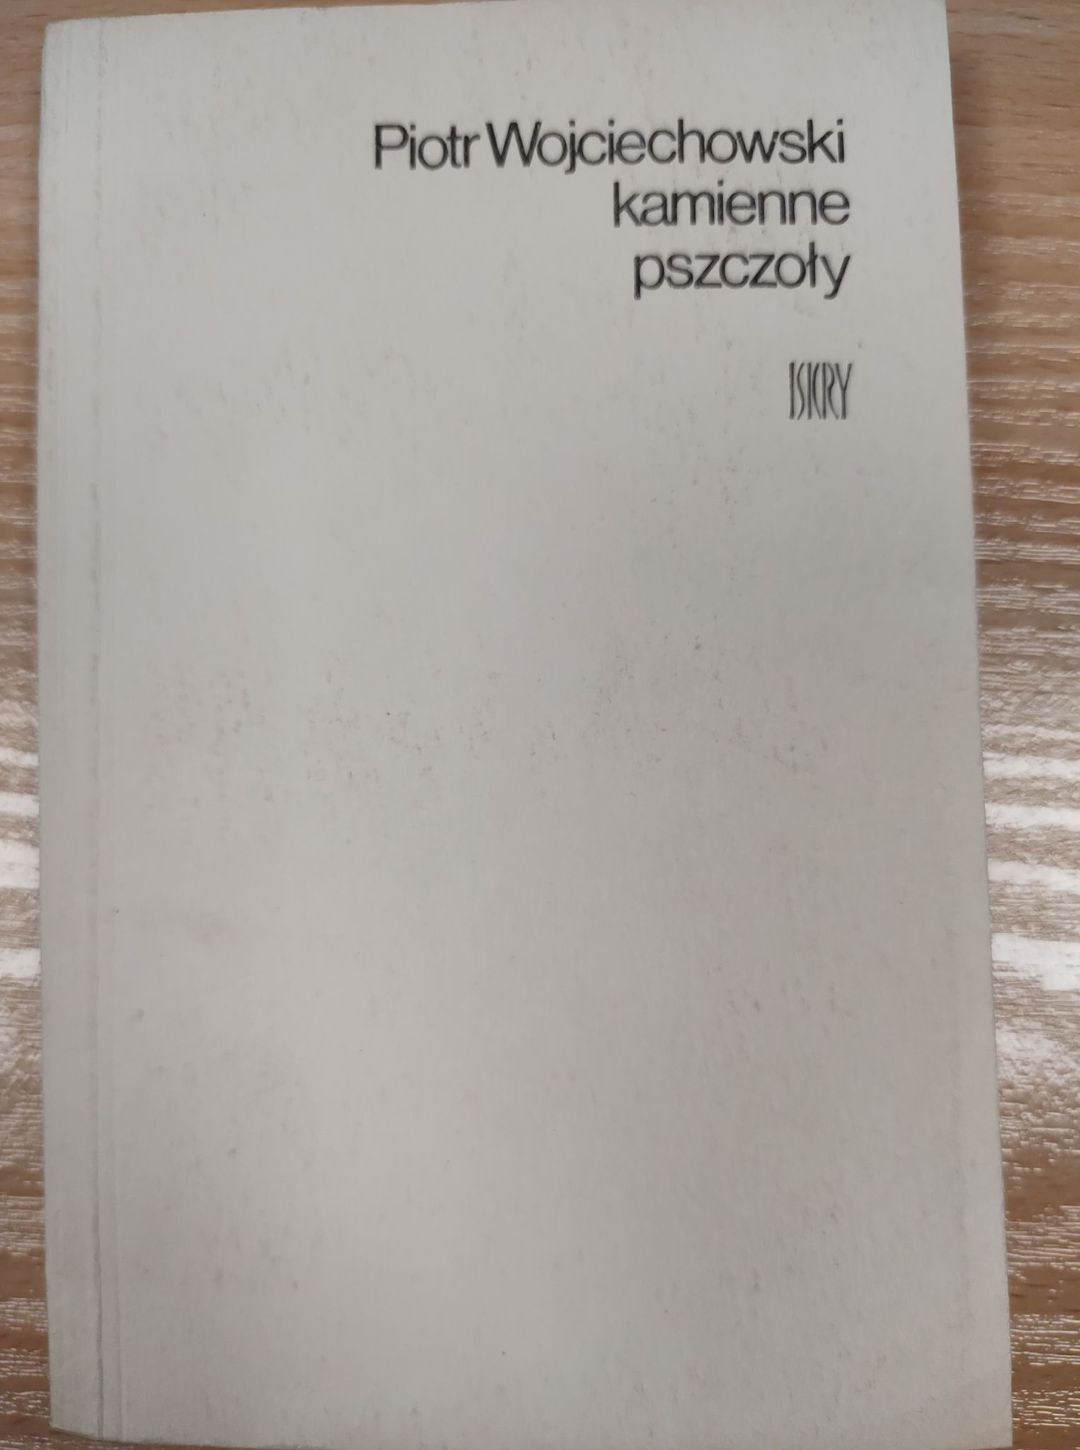 Piotr Wojciechowski
kamienne
pszczoły
ISKRY